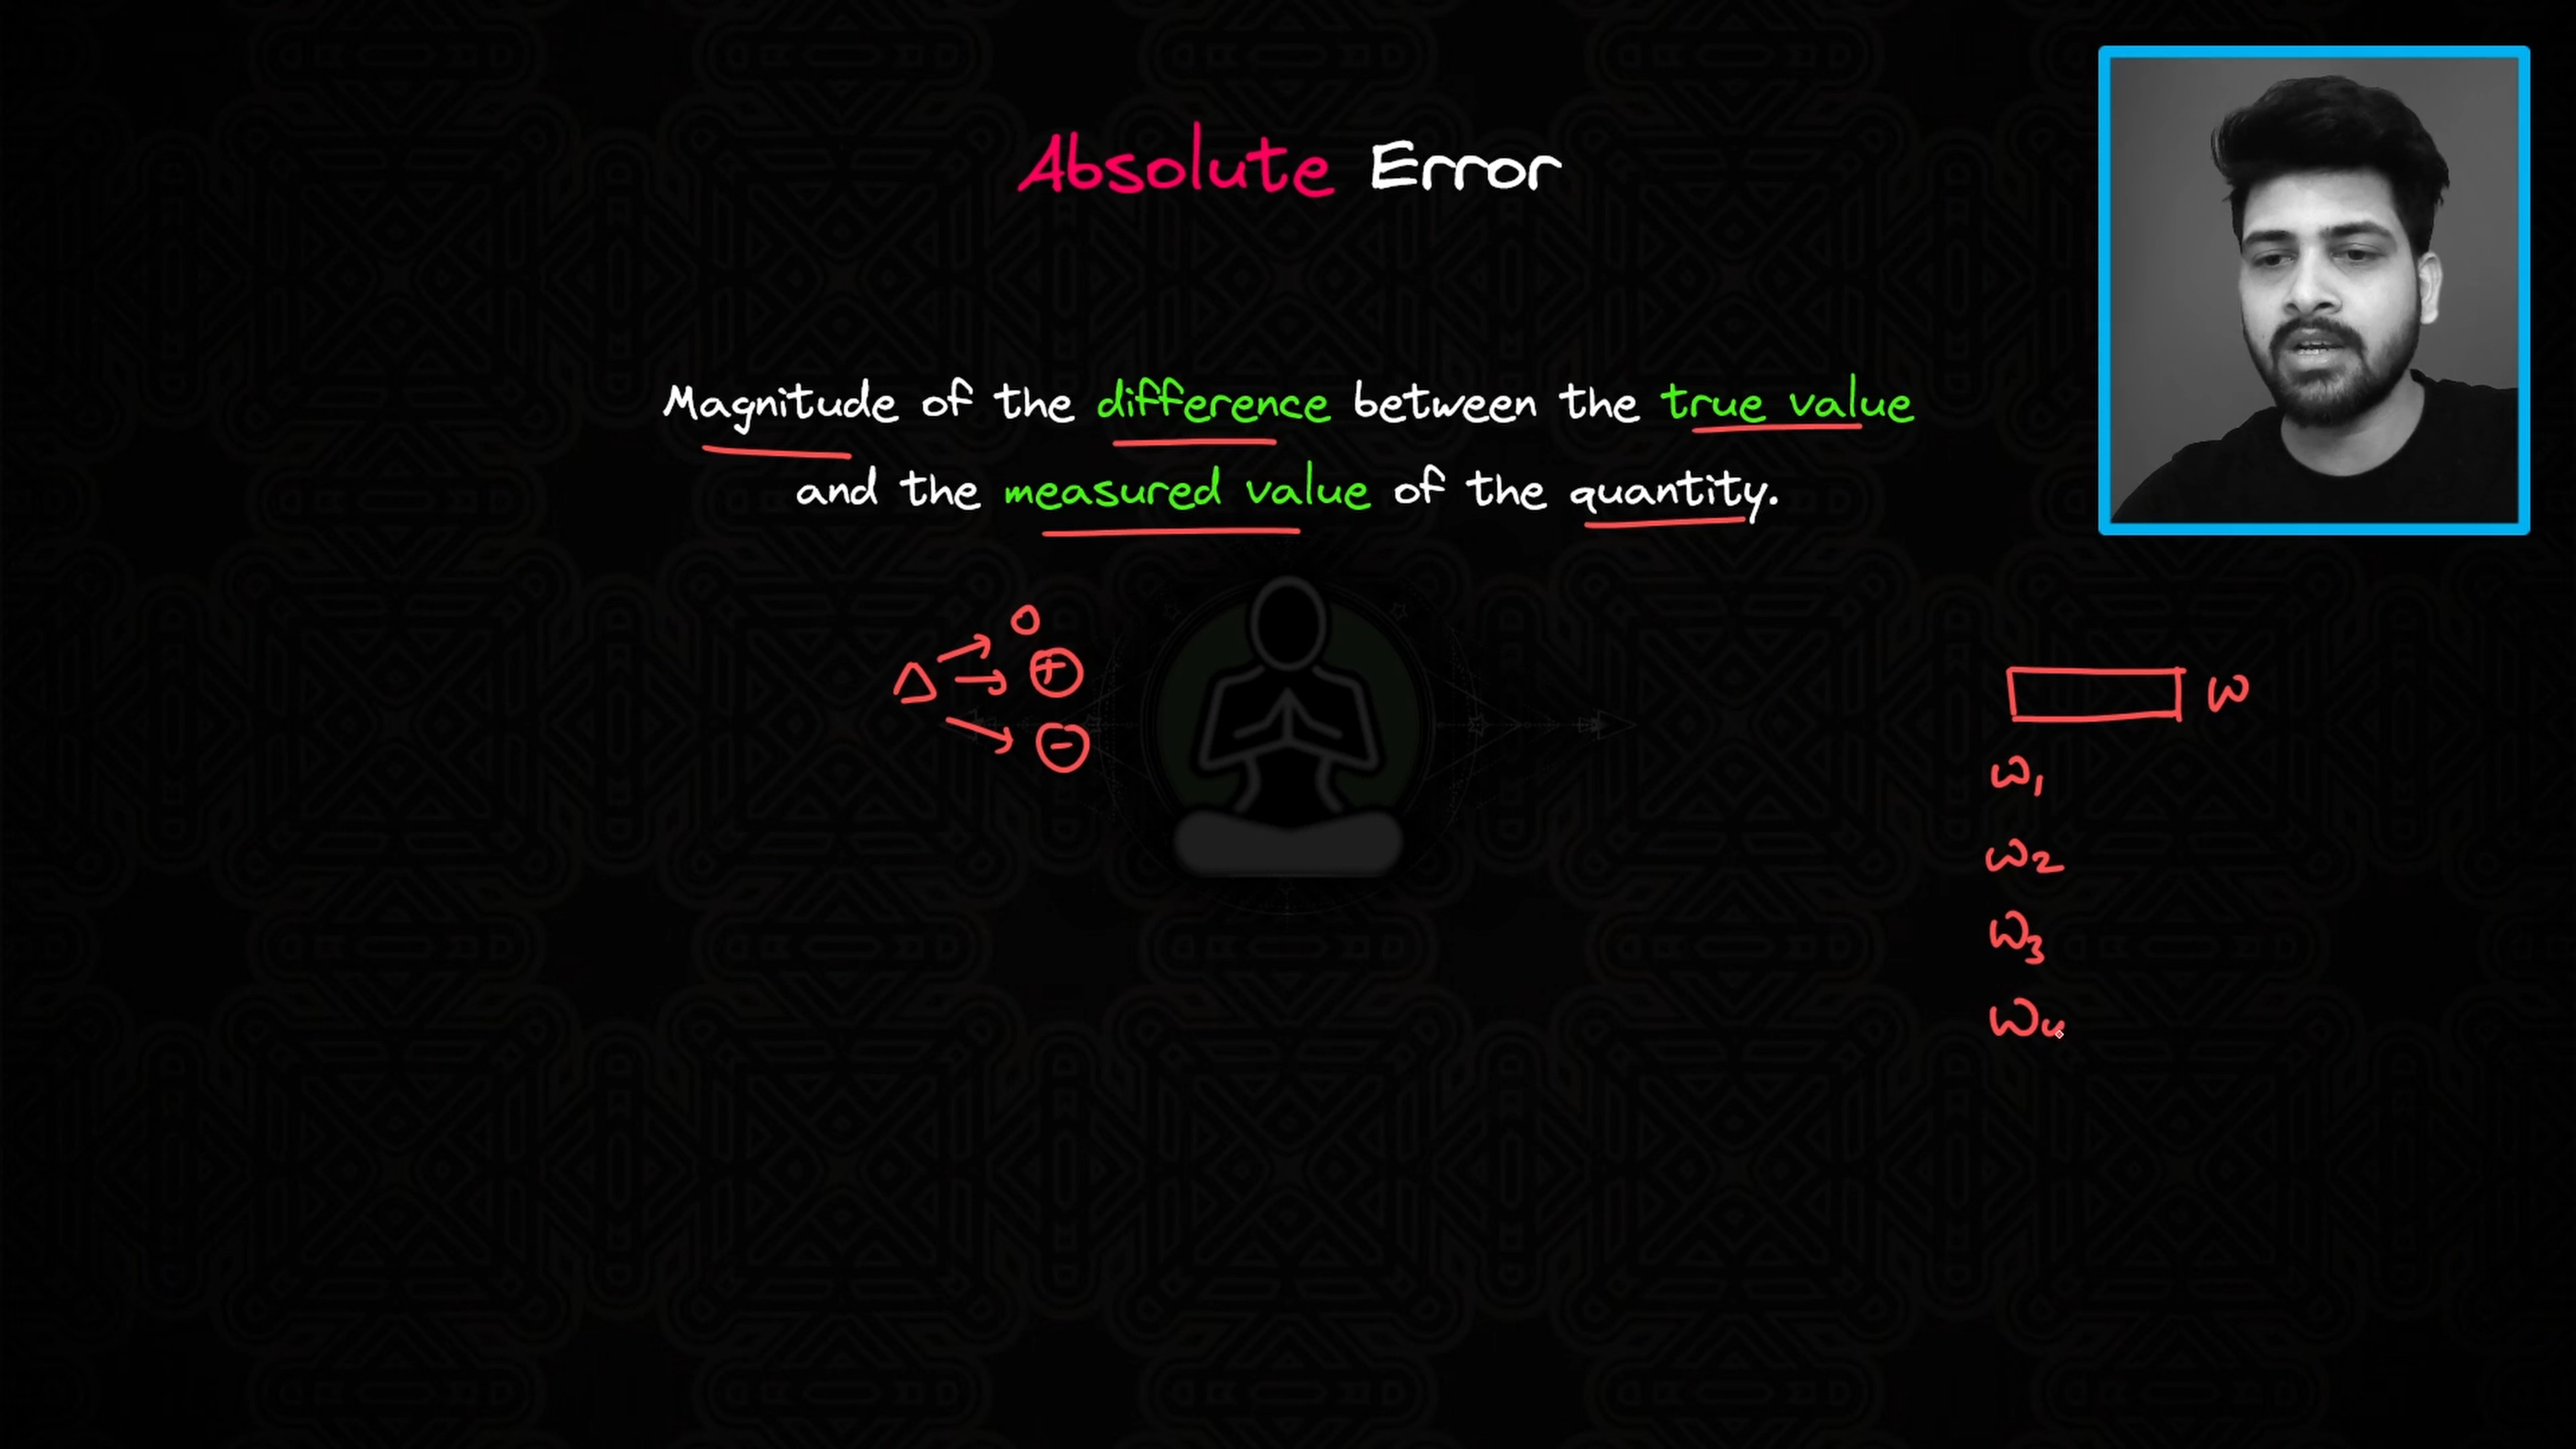 Absolute Error
Magnitude of the difference between the true value
and the measured value of the quantity.
0
Δ → +
−
w
w1
w2
w3
w4